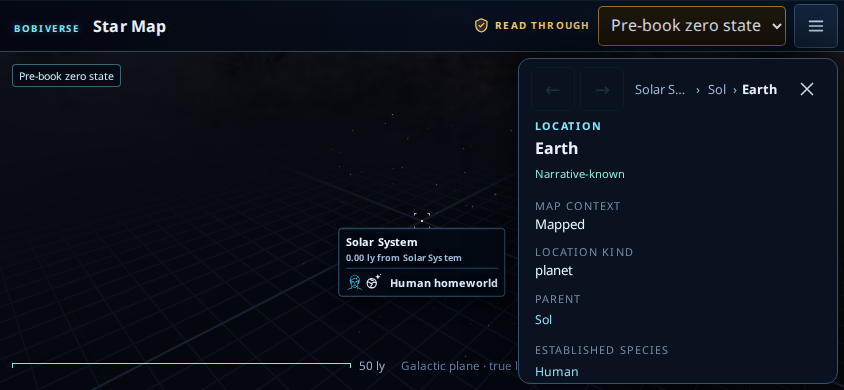 BOBIVERSE Star Map
READ THROUGH Pre-book zero state
Pre-book zero state
← → Solar S... › Sol › Earth
LOCATION
Earth
Narrative-known
MAP CONTEXT
Mapped
LOCATION KIND
planet
PARENT
Sol
ESTABLISHED SPECIES
Human
Solar System
0.00 ly from Solar System
Human homeworld
50 ly Galactic plane · true l